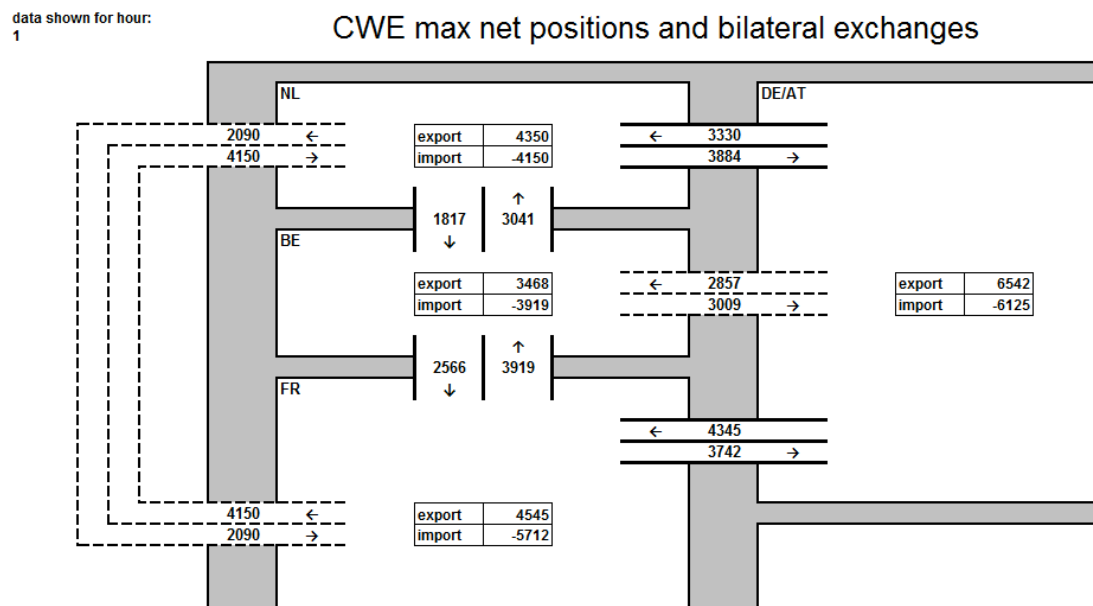 data shown for hour:
1
CWE max net positions and bilateral exchanges
NL
DE/AT
2090 ←
4150 →
export 4350
import -4150
← 3330
3884 →
1817 ↓
↑ 3041
BE
export 3468
import -3919
← 2857
3009 →
export 6542
import -6125
2566 ↓
↑ 3919
FR
← 4345
3742 →
4150 ←
2090 →
export 4545
import -5712